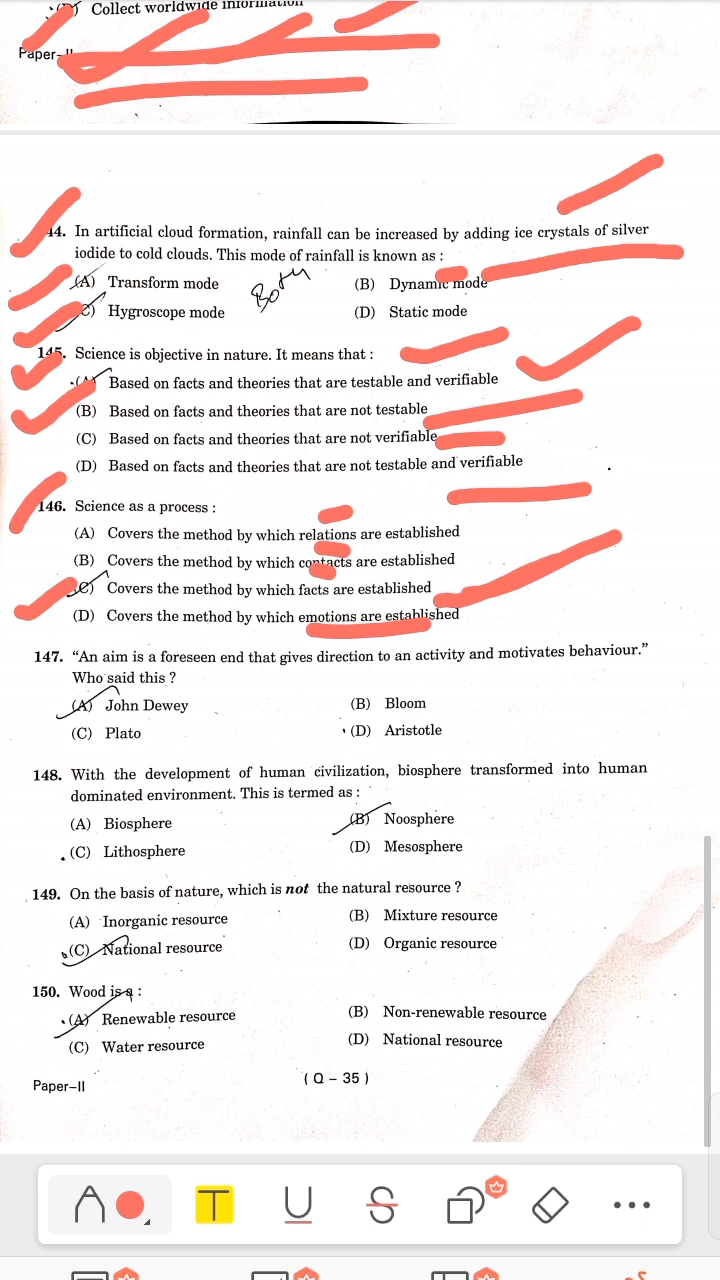 Collect worldwide information
Paper-II
44. In artificial cloud formation, rainfall can be increased by adding ice crystals of silver
iodide to cold clouds. This mode of rainfall is known as :
(A) Transform mode
(B) Dynamic mode
Both
(C) Hygroscope mode
(D) Static mode
145. Science is objective in nature. It means that :
(A) Based on facts and theories that are testable and verifiable
(B) Based on facts and theories that are not testable
(C) Based on facts and theories that are not verifiable
(D) Based on facts and theories that are not testable and verifiable
146. Science as a process :
(A) Covers the method by which relations are established
(B) Covers the method by which contacts are established
(C) Covers the method by which facts are established
(D) Covers the method by which emotions are established
147. “An aim is a foreseen end that gives direction to an activity and motivates behaviour.”
Who said this ?
(A) John Dewey
(B) Bloom
(C) Plato
(D) Aristotle
148. With the development of human civilization, biosphere transformed into human
dominated environment. This is termed as :
(A) Biosphere
(B) Noosphere
(C) Lithosphere
(D) Mesosphere
149. On the basis of nature, which is not the natural resource ?
(A) Inorganic resource
(B) Mixture resource
(C) National resource
(D) Organic resource
150. Wood is a :
(A) Renewable resource
(B) Non-renewable resource
(C) Water resource
(D) National resource
Paper–II
( Q – 35 )
A T U S